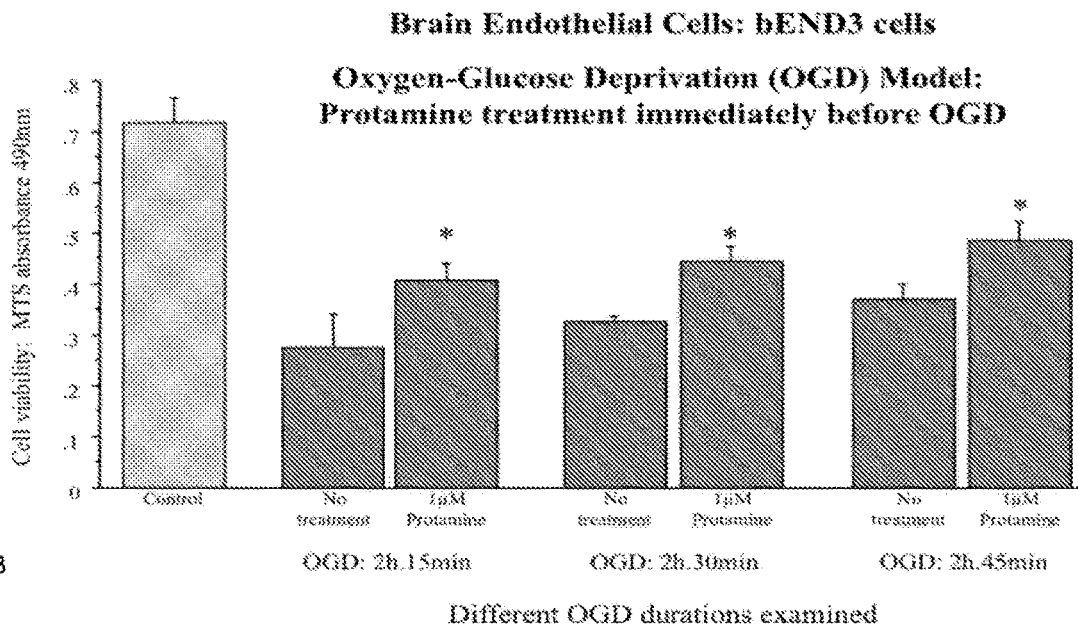 Brain Endothelial Cells: bEND3 cells
Oxygen-Glucose Deprivation (OGD) Model:
Protamine treatment immediately before OGD
Cell viability: MTS absorbance 490nm
.8
.7
.6
.5
.4
.3
.2
.1
0
* * *
Control No treatment 1µM Protamine No treatment 1µM Protamine No treatment 1µM Protamine
OGD: 2h.15min OGD: 2h.30min OGD: 2h.45min
Different OGD durations examined